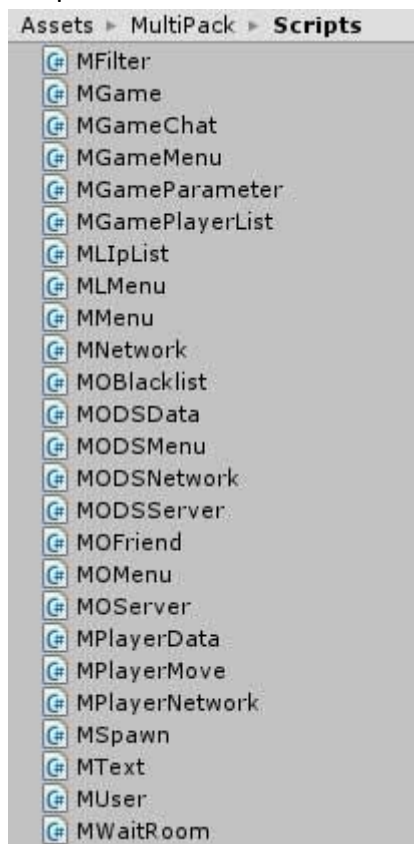 Assets ▸ MultiPack ▸ Scripts
MFilter
MGame
MGameChat
MGameMenu
MGameParameter
MGamePlayerList
MLIpList
MLMenu
MMenu
MNetwork
MOBlacklist
MODSData
MODSMenu
MODSNetwork
MODSServer
MOFriend
MOMenu
MOServer
MPlayerData
MPlayerMove
MPlayerNetwork
MSpawn
MText
MUser
MWaitRoom